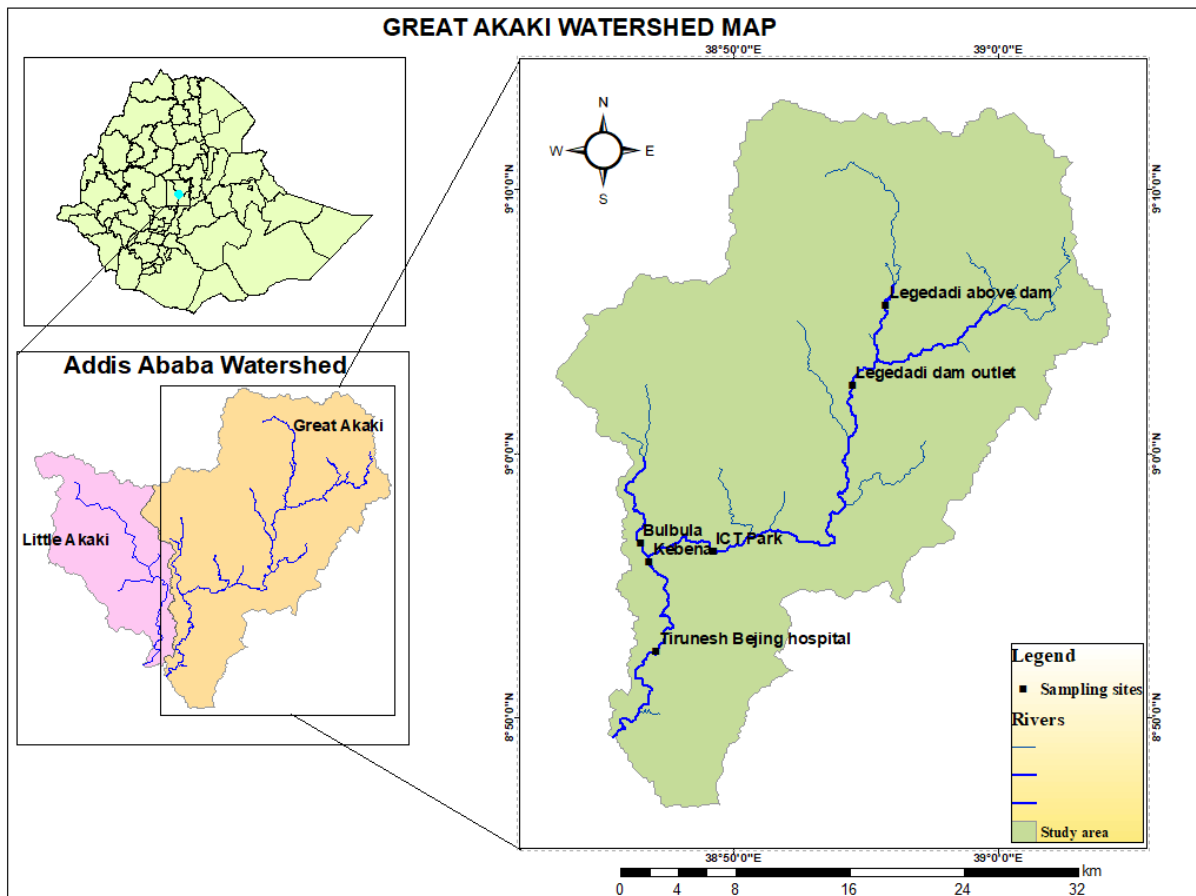 GREAT AKAKI WATERSHED MAP
Addis Ababa Watershed
Great Akaki
Little Akaki
38°50'0"E
39°0'0"E
N
W
E
S
9°10'0"N
9°10'0"N
Legedadi above dam
Legedadi dam outlet
9°0'0"N
9°0'0"N
Bulbula
Kebena
ICT Park
Tirunesh Bejing hospital
8°50'0"N
8°50'0"N
Legend
Sampling sites
Rivers
Study area
38°50'0"E
39°0'0"E
km
0 2 4 8 16 24 32